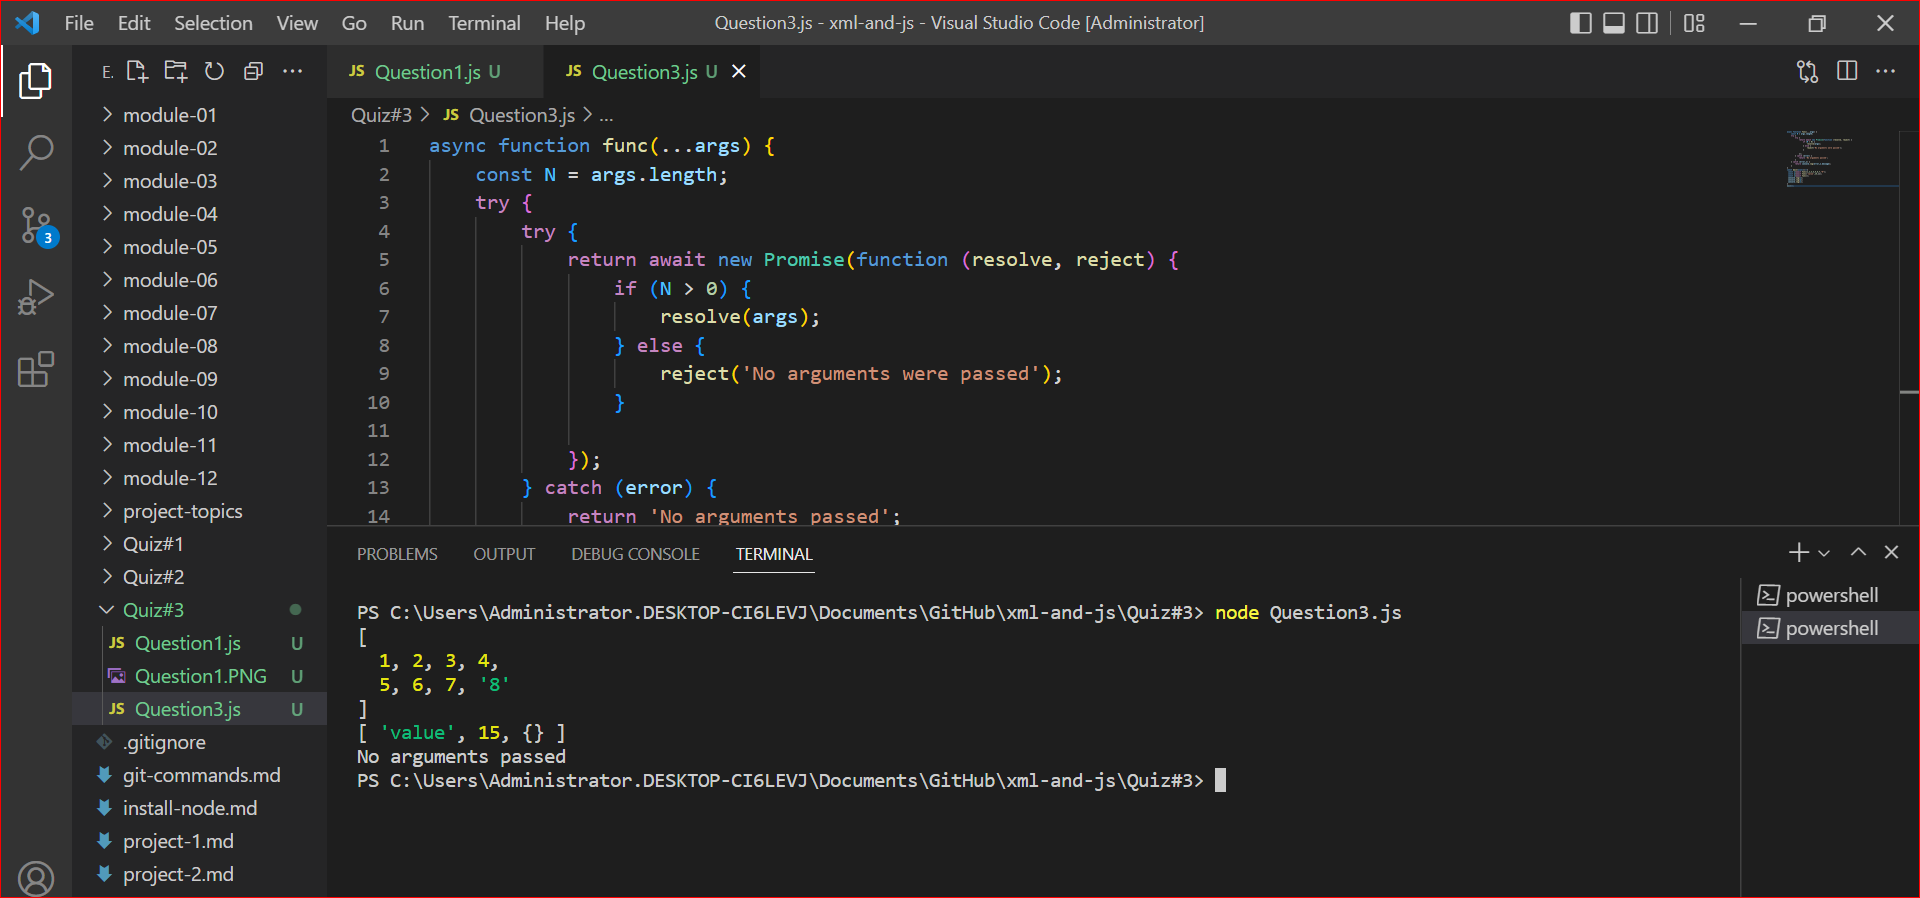 File Edit Selection View Go Run Terminal Help Question3.js - xml-and-js - Visual Studio Code [Administrator]
E.
module-01
module-02
module-03
module-04
module-05
module-06
module-07
module-08
module-09
module-10
module-11
module-12
project-topics
Quiz#1
Quiz#2
Quiz#3
JS Question1.js U
Question1.PNG U
JS Question3.js U
.gitignore
git-commands.md
install-node.md
project-1.md
project-2.md
3
JS Question1.js U JS Question3.js U
Quiz#3 > JS Question3.js > ...
1 async function func(...args) {
2 const N = args.length;
3 try {
4 try {
5 return await new Promise(function (resolve, reject) {
6 if (N > 0) {
7 resolve(args);
8 } else {
9 reject('No arguments were passed');
10 }
11
12 });
13 } catch (error) {
14 return 'No arguments passed';
PROBLEMS OUTPUT DEBUG CONSOLE TERMINAL
PS C:\Users\Administrator.DESKTOP-CI6LEVJ\Documents\GitHub\xml-and-js\Quiz#3> node Question3.js
[
1, 2, 3, 4,
5, 6, 7, '8'
]
[ 'value', 15, {} ]
No arguments passed
PS C:\Users\Administrator.DESKTOP-CI6LEVJ\Documents\GitHub\xml-and-js\Quiz#3>
powershell
powershell